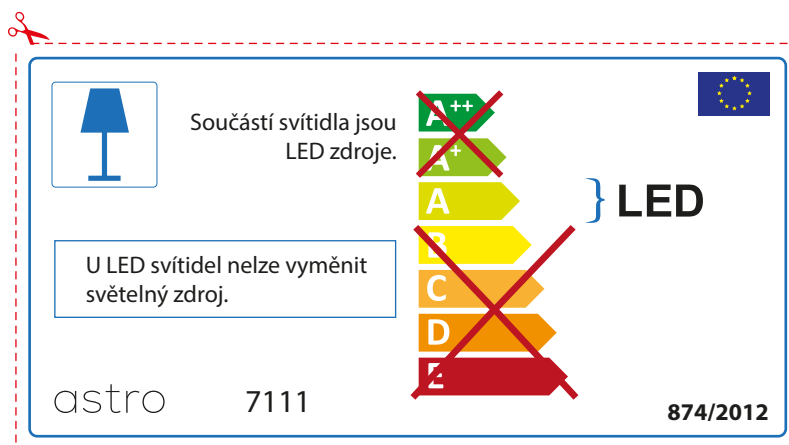 Součástí svítidla jsou
LED zdroje.
A++
A+
A
B
C
D
E
LED
U LED svítidel nelze vyměnit
světelný zdroj.
astro
7111
874/2012